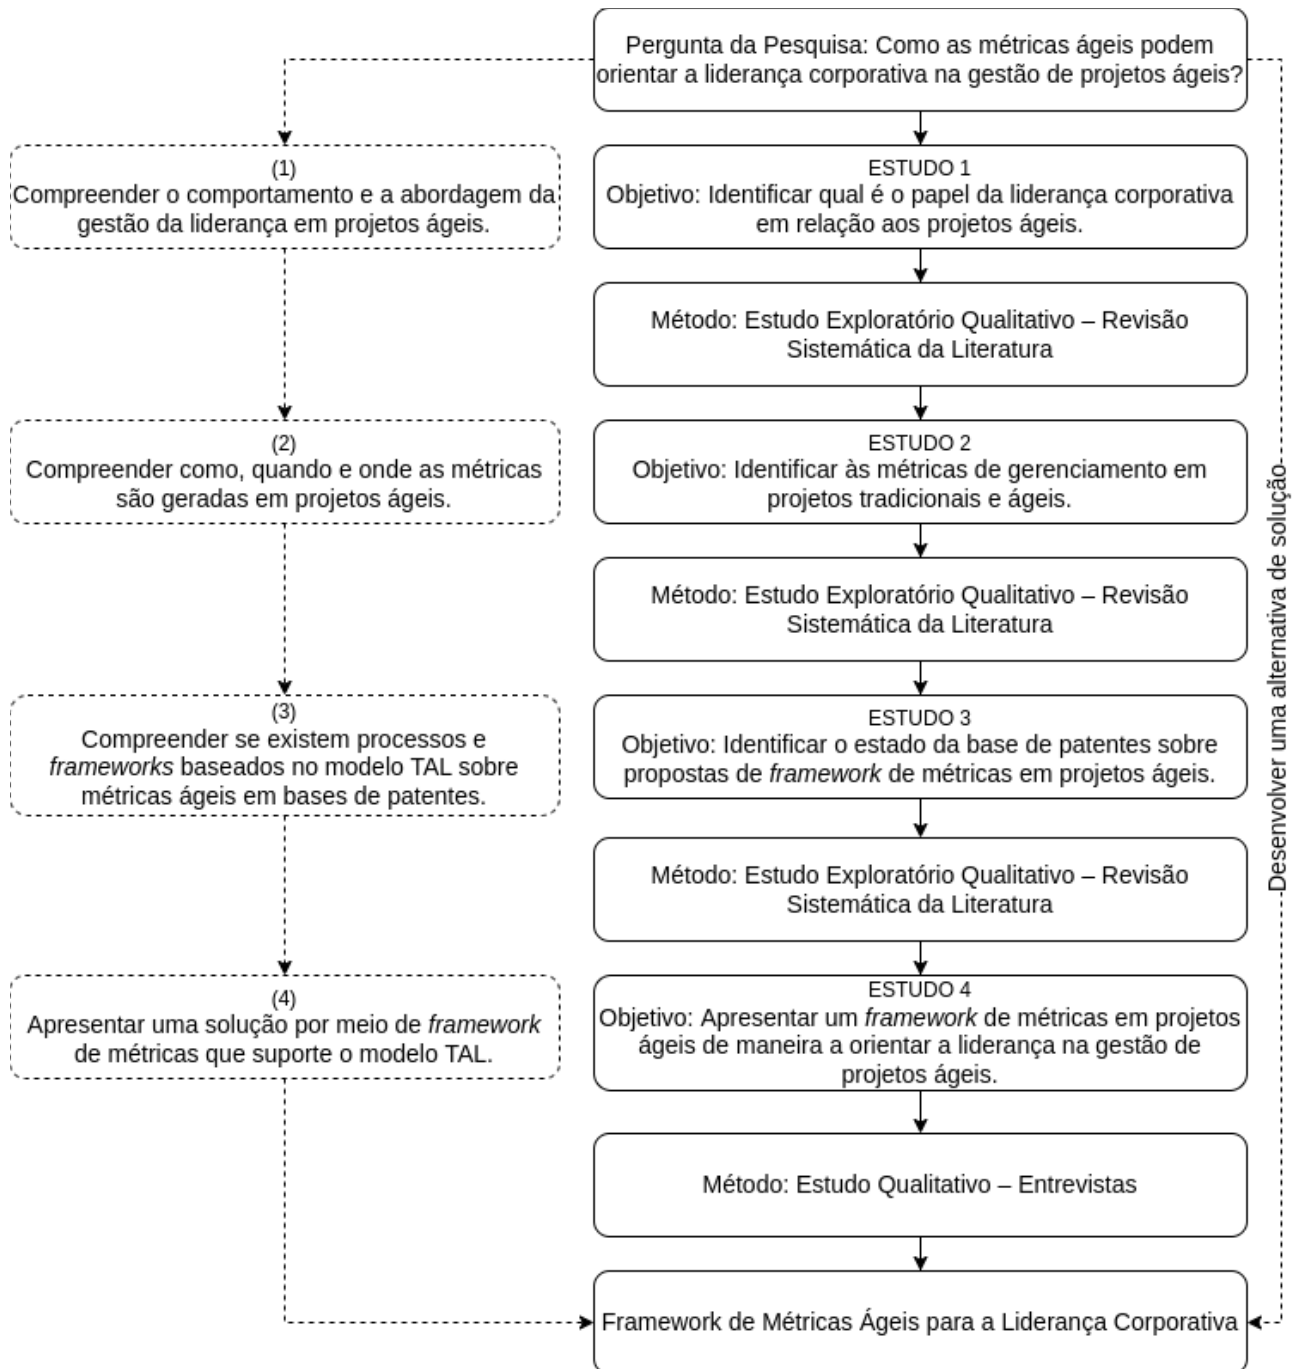 Pergunta da Pesquisa: Como as métricas ágeis podem
orientar a liderança corporativa na gestão de projetos ágeis?
(1)
Compreender o comportamento e a abordagem da
gestão da liderança em projetos ágeis.
ESTUDO 1
Objetivo: Identificar qual é o papel da liderança corporativa
em relação aos projetos ágeis.
Método: Estudo Exploratório Qualitativo – Revisão
Sistemática da Literatura
(2)
Compreender como, quando e onde as métricas
são geradas em projetos ágeis.
ESTUDO 2
Objetivo: Identificar às métricas de gerenciamento em
projetos tradicionais e ágeis.
Método: Estudo Exploratório Qualitativo – Revisão
Sistemática da Literatura
(3)
Compreender se existem processos e
frameworks baseados no modelo TAL sobre
métricas ágeis em bases de patentes.
ESTUDO 3
Objetivo: Identificar o estado da base de patentes sobre
propostas de framework de métricas em projetos ágeis.
Método: Estudo Exploratório Qualitativo – Revisão
Sistemática da Literatura
(4)
Apresentar uma solução por meio de framework
de métricas que suporte o modelo TAL.
ESTUDO 4
Objetivo: Apresentar um framework de métricas em projetos
ágeis de maneira a orientar a liderança na gestão de
projetos ágeis.
Método: Estudo Qualitativo – Entrevistas
Framework de Métricas Ágeis para a Liderança Corporativa
Desenvolver uma alternativa de solução